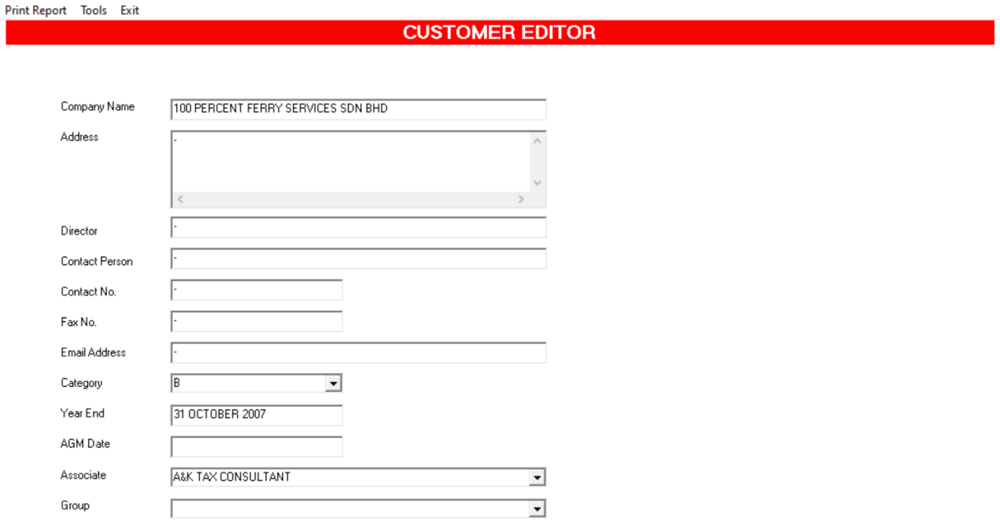 Print Report Tools Exit
CUSTOMER EDITOR
Company Name 100 PERCENT FERRY SERVICES SDN BHD
Address -
Director -
Contact Person -
Contact No. -
Fax No. -
Email Address -
Category B
Year End 31 OCTOBER 2007
AGM Date
Associate A&K TAX CONSULTANT
Group